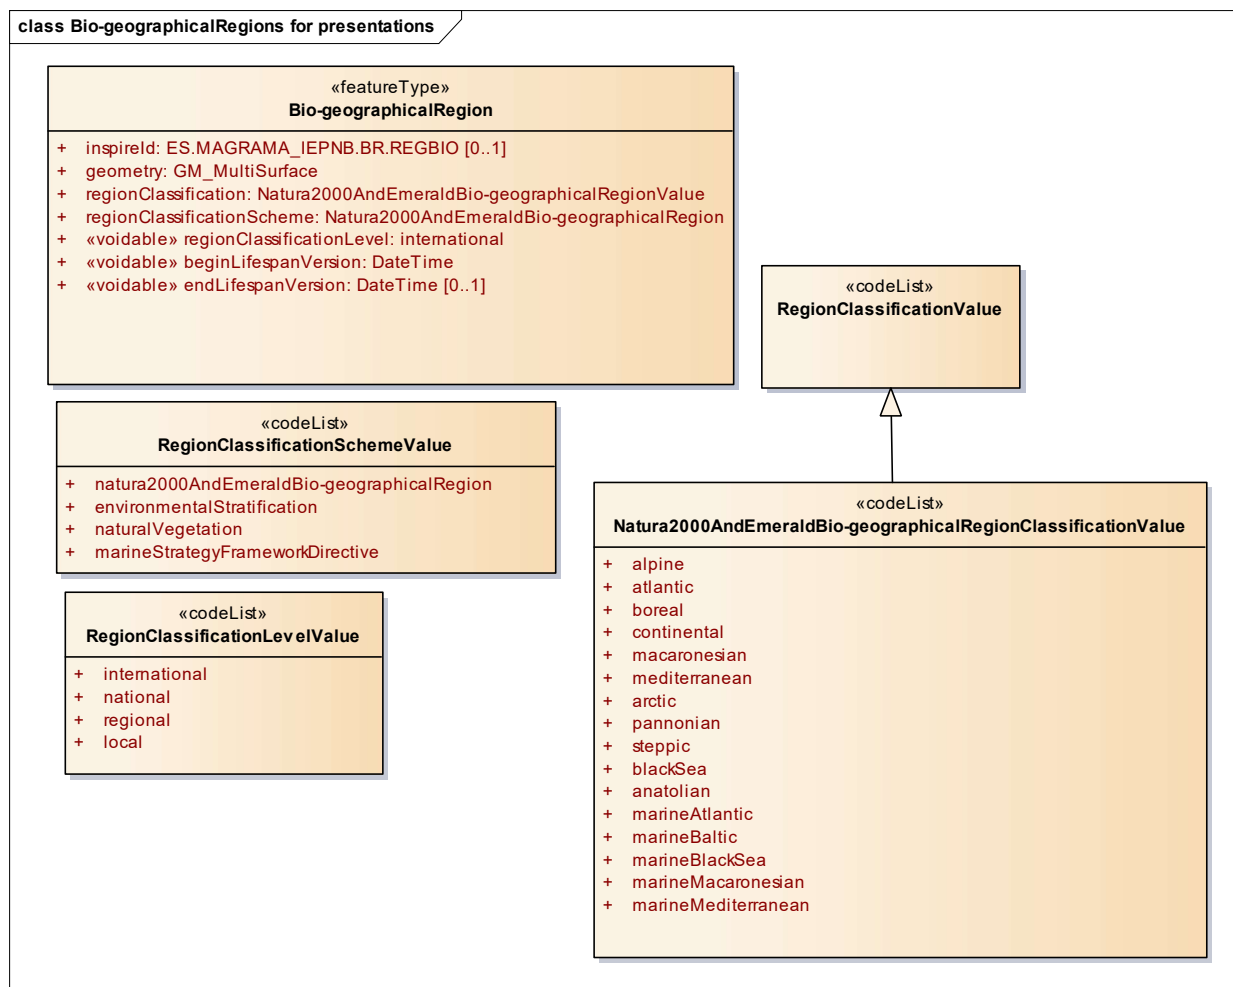 class Bio-geographicalRegions for presentations
«featureType»
Bio-geographicalRegion
+ inspireId: ES.MAGRAMA_IEPNB.BR.REGBIO [0..1]
+ geometry: GM_MultiSurface
+ regionClassification: Natura2000AndEmeraldBio-geographicalRegionValue
+ regionClassificationScheme: Natura2000AndEmeraldBio-geographicalRegion
+ «voidable» regionClassificationLevel: international
+ «voidable» beginLifespanVersion: DateTime
+ «voidable» endLifespanVersion: DateTime [0..1]
«codeList»
RegionClassificationValue
«codeList»
RegionClassificationSchemeValue
+ natura2000AndEmeraldBio-geographicalRegion
+ environmentalStratification
+ naturalVegetation
+ marineStrategyFrameworkDirective
«codeList»
RegionClassificationLevelValue
+ international
+ national
+ regional
+ local
«codeList»
Natura2000AndEmeraldBio-geographicalRegionClassificationValue
+ alpine
+ atlantic
+ boreal
+ continental
+ macaronesian
+ mediterranean
+ arctic
+ pannonian
+ steppic
+ blackSea
+ anatolian
+ marineAtlantic
+ marineBaltic
+ marineBlackSea
+ marineMacaronesian
+ marineMediterranean